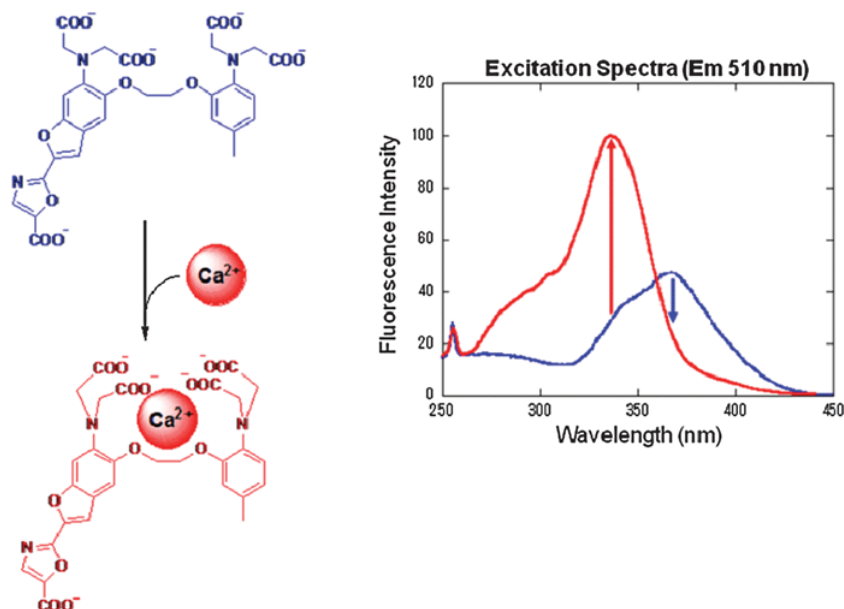 COO⁻ COO⁻
N COO⁻ N COO⁻
O O
O
N
O
COO⁻
Ca²⁺
COO⁻ ⁻OOC
COO⁻ ⁻OOC
Ca²⁺
N N
O O
O
N
O
COO⁻
Excitation Spectra (Em 510 nm)
Fluorescence Intensity
120
100
80
60
40
20
0
250 300 350 400 450
Wavelength (nm)